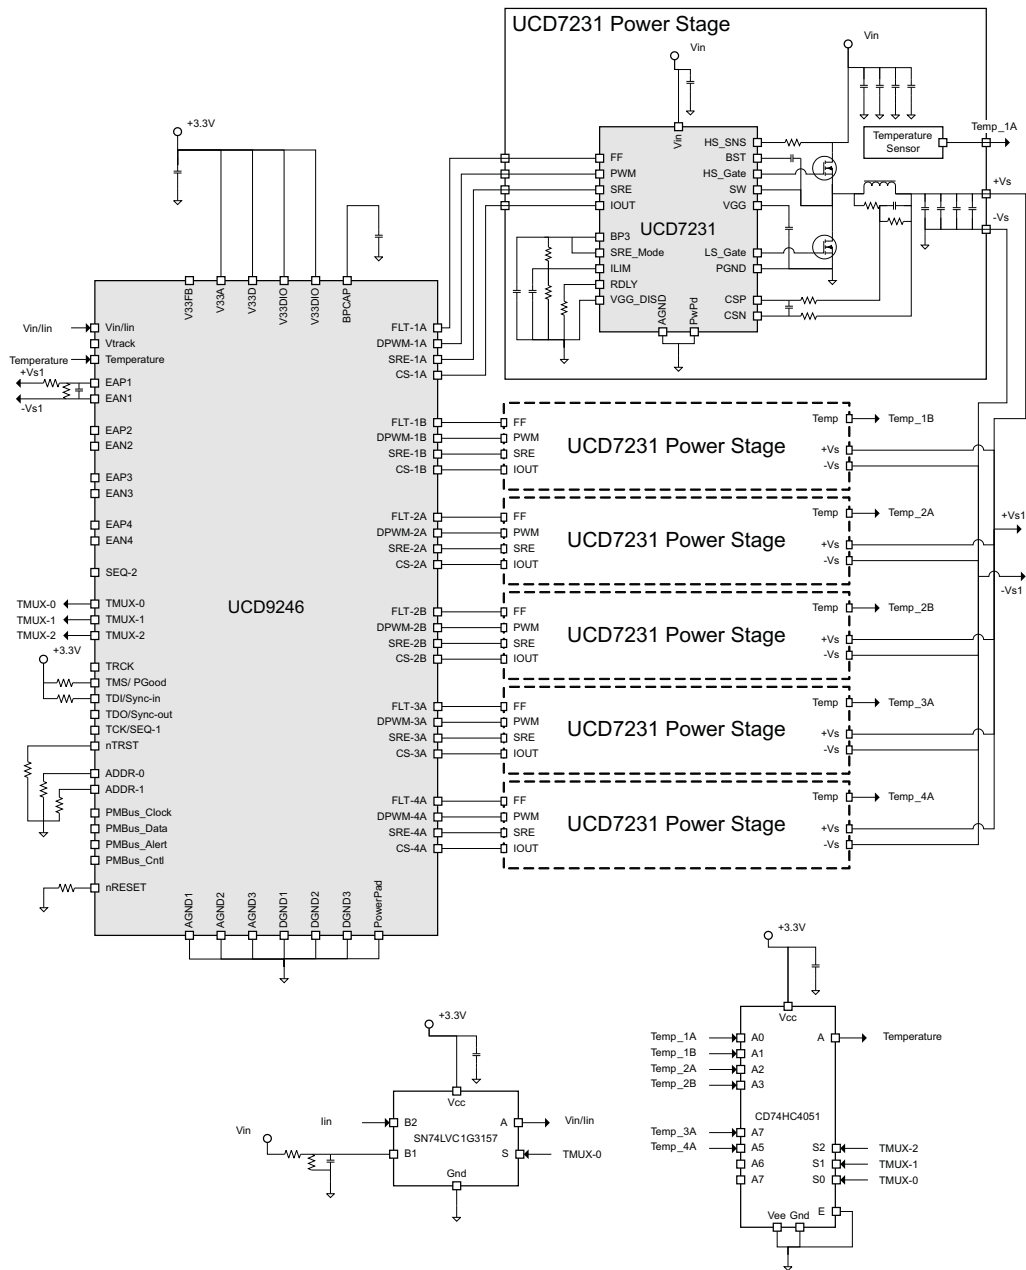 UCD7231 Power Stage
Vin
Vin
+3.3V
Temp_1A
Temperature
Sensor
Vin
HS_SNS
FF
BST
PWM
HS_Gate
SRE
SW
+Vs
IOUT
VGG
-Vs
UCD7231
BP3
SRE_Mode
LS_Gate
ILIM
PGND
RDLY
VGG_DISD
CSP
CSN
AGND
PwPd
V33FB
V33A
V33D
V33DIO
V33DIO
BPCAP
Vin/Iin
Vin/Iin
FLT-1A
Vtrack
DPWM-1A
Temperature
Temperature
SRE-1A
+Vs1
CS-1A
EAP1
EAN1
-Vs1
FLT-1B
FF
Temp
Temp_1B
EAP2
DPWM-1B
PWM
UCD7231 Power Stage
EAN2
SRE-1B
SRE
+Vs
CS-1B
IOUT
-Vs
EAP3
EAN3
FLT-2A
FF
Temp
Temp_2A
EAP4
DPWM-2A
PWM
UCD7231 Power Stage
+Vs1
EAN4
SRE-2A
SRE
+Vs
CS-2A
IOUT
-Vs
SEQ-2
-Vs1
UCD9246
TMUX-0
TMUX-0
FLT-2B
FF
Temp
Temp_2B
TMUX-1
TMUX-1
DPWM-2B
PWM
UCD7231 Power Stage
TMUX-2
TMUX-2
SRE-2B
SRE
+Vs
+3.3V
CS-2B
IOUT
-Vs
TRCK
TMS/ PGood
TDI/Sync-in
TDO/Sync-out
FLT-3A
FF
Temp
Temp_3A
TCK/SEQ-1
DPWM-3A
PWM
UCD7231 Power Stage
nTRST
SRE-3A
SRE
+Vs
CS-3A
IOUT
-Vs
ADDR-0
ADDR-1
FLT-4A
FF
Temp
Temp_4A
PMBus_Clock
DPWM-4A
PWM
UCD7231 Power Stage
PMBus_Data
SRE-4A
SRE
+Vs
PMBus_Alert
CS-4A
IOUT
-Vs
PMBus_Cntl
nRESET
AGND1
AGND2
AGND3
DGND1
DGND2
DGND3
PowerPad
+3.3V
Vcc
B2
A
Iin
Vin/Iin
SN74LVC1G3157
Vin
B1
S
TMUX-0
Gnd
+3.3V
Vcc
Temp_1A
A0
A
Temperature
Temp_1B
A1
Temp_2A
A2
Temp_2B
A3
CD74HC4051
Temp_3A
A7
Temp_4A
A5
S2
TMUX-2
A6
S1
TMUX-1
A7
S0
TMUX-0
Vee
Gnd
E